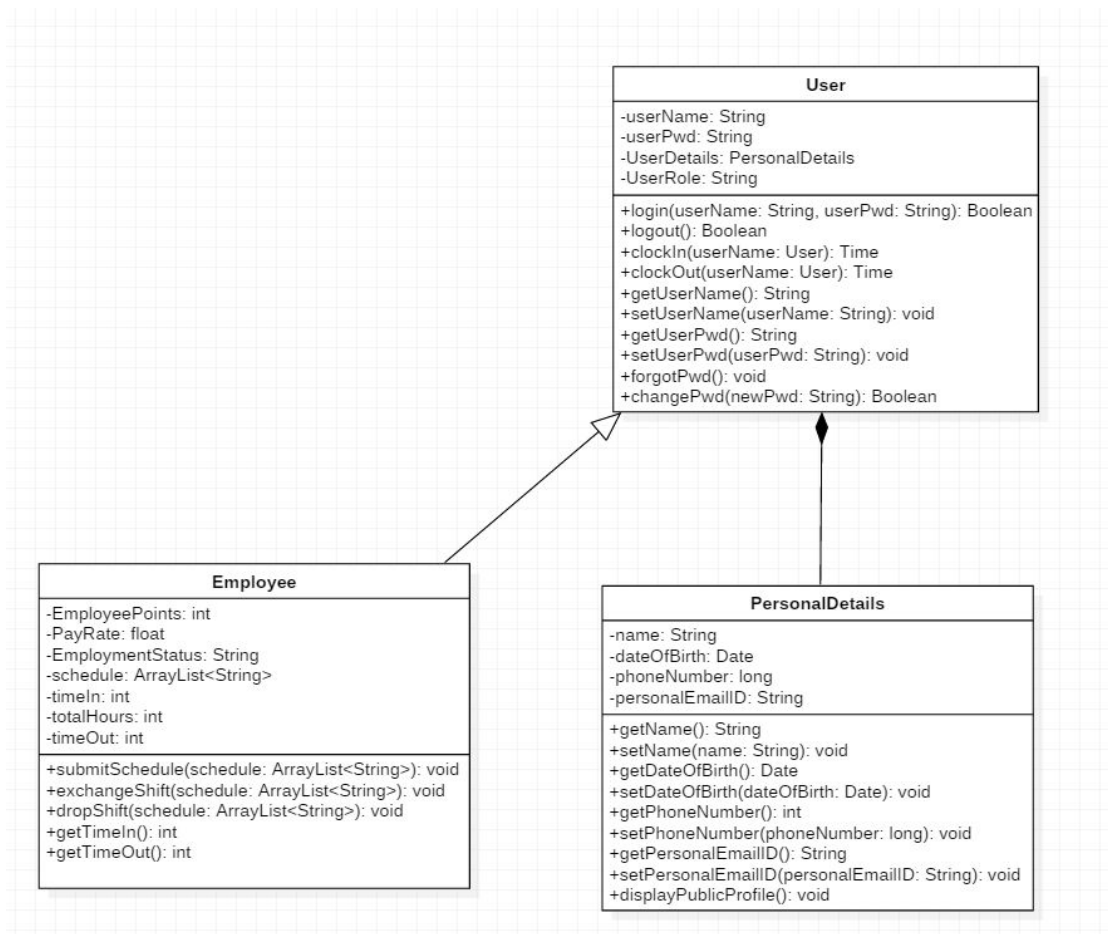 User
-userName: String
-userPwd: String
-UserDetails: PersonalDetails
-UserRole: String
+login(userName: String, userPwd: String): Boolean
+logout(): Boolean
+clockIn(userName: User): Time
+clockOut(userName: User): Time
+getUserName(): String
+setUserName(userName: String): void
+getUserPwd(): String
+setUserPwd(userPwd: String): void
+forgotPwd(): void
+changePwd(newPwd: String): Boolean
Employee
-EmployeePoints: int
-PayRate: float
-EmploymentStatus: String
-schedule: ArrayList<String>
-timeIn: int
-totalHours: int
-timeOut: int
+submitSchedule(schedule: ArrayList<String>): void
+exchangeShift(schedule: ArrayList<String>): void
+dropShift(schedule: ArrayList<String>): void
+getTimeIn(): int
+getTimeOut(): int
PersonalDetails
-name: String
-dateOfBirth: Date
-phoneNumber: long
-personalEmailID: String
+getName(): String
+setName(name: String): void
+getDateOfBirth(): Date
+setDateOfBirth(dateOfBirth: Date): void
+getPhoneNumber(): int
+setPhoneNumber(phoneNumber: long): void
+getPersonalEmailID(): String
+setPersonalEmailID(personalEmailID: String): void
+displayPublicProfile(): void